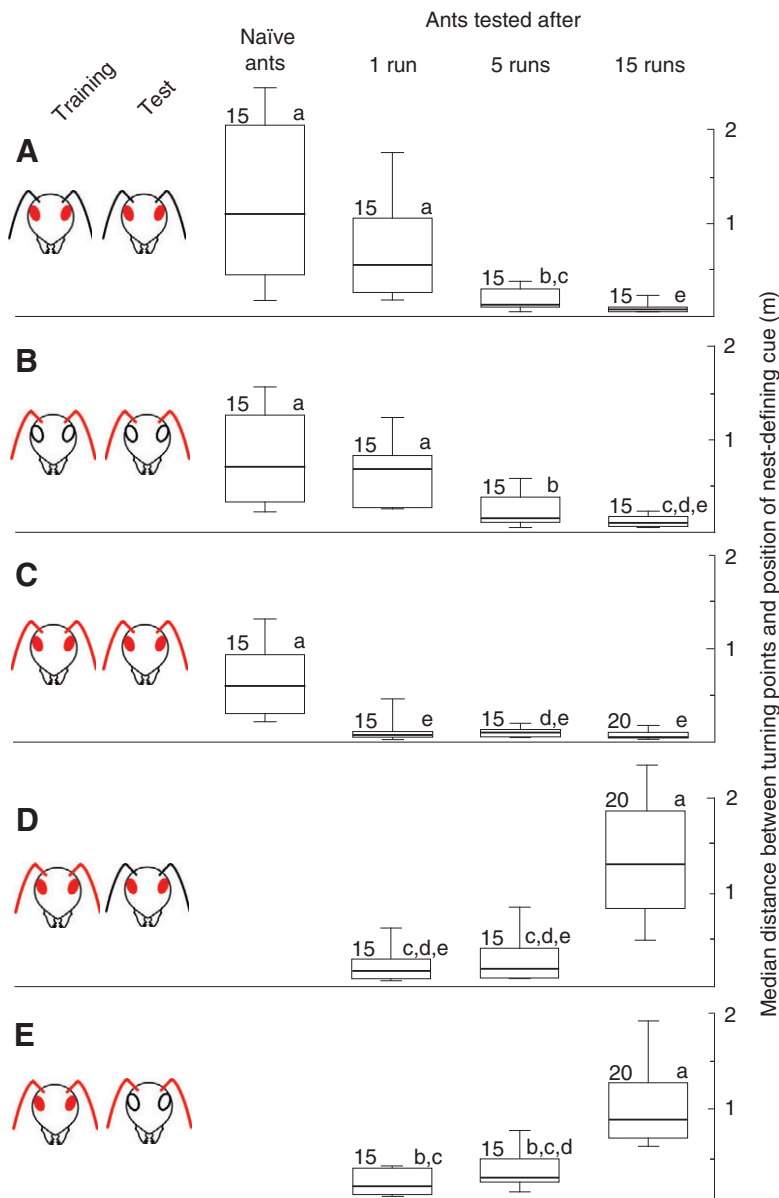 Ants tested after
Naïve ants
1 run 5 runs 15 runs
Training Test
A
15 a 15 a 15 b,c 15 e
2
1
B
15 a 15 a 15 b 15 c,d,e
2
1
C
15 a 15 e 15 d,e 20 e
2
1
D
15 c,d,e 15 c,d,e 20 a
2
1
E
15 b,c 15 b,c,d 20 a
2
1
Median distance between turning points and position of nest-defining cue (m)